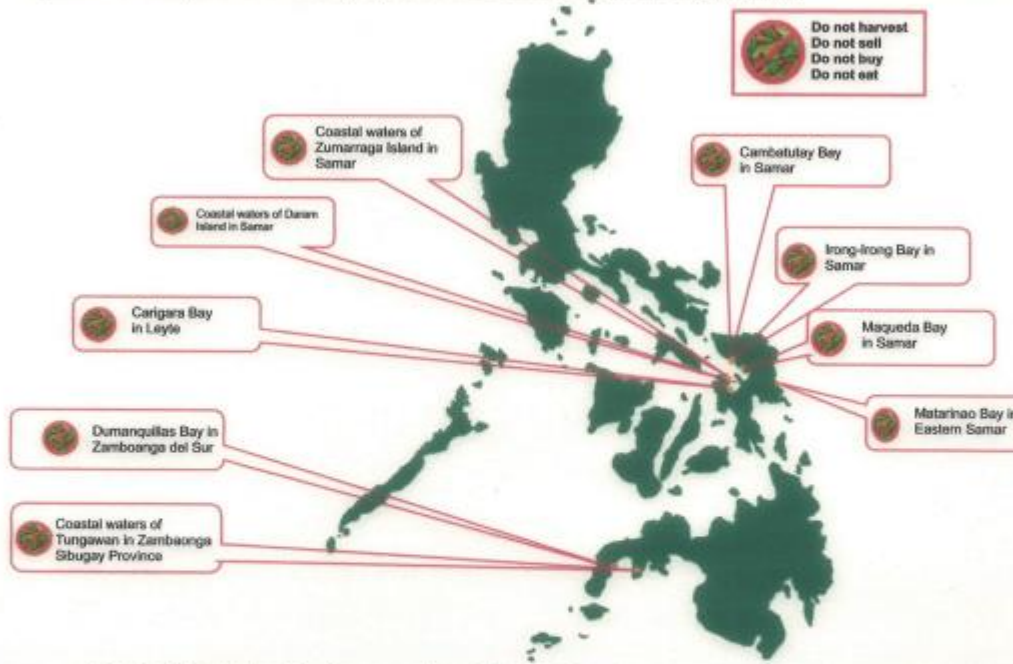 Do not harvest
Do not sell
Do not buy
Do not eat
Coastal waters of
Zumarraga Island in
Samar
Cambatutay Bay
in Samar
Coastal waters of Daram
Island in Samar
Irong-Irong Bay in
Samar
Carigara Bay
in Leyte
Maqueda Bay
in Samar
Matarinao Bay in
Eastern Samar
Dumanquillas Bay in
Zamboanga del Sur
Coastal waters of
Tungawan in Zambaonga
Sibugay Province